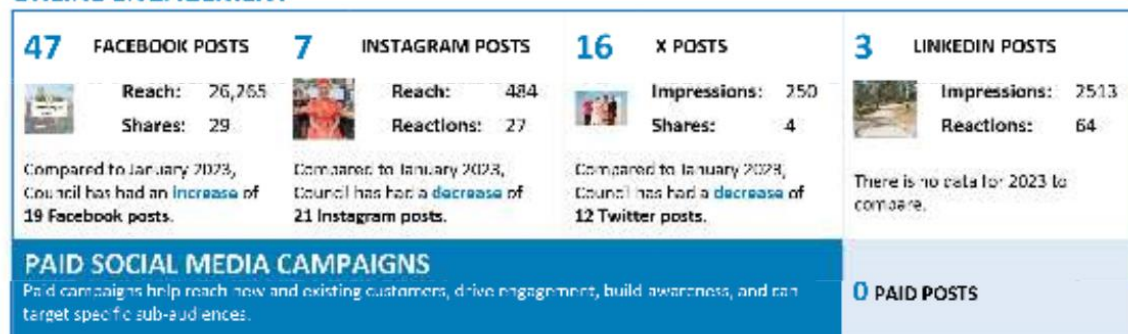 47 FACEBOOK POSTS
Reach: 26,765
Shares: 29
Compared to January 2023,
Council has had an increase of
19 Facebook posts.
7 INSTAGRAM POSTS
Reach: 484
Reactions: 27
Compared to January 2023,
Council has had a decrease of
21 Instagram posts.
16 X POSTS
Impressions: 250
Shares: 4
Compared to January 2023,
Council has had a decrease of
12 Twitter posts.
3 LINKEDIN POSTS
Impressions: 2513
Reactions: 64
There is no data for 2023 to
compare.
PAID SOCIAL MEDIA CAMPAIGNS
Paid campaigns help reach new and existing customers, drive engagement, build awareness, and can
target specific sub-audiences.
0 PAID POSTS